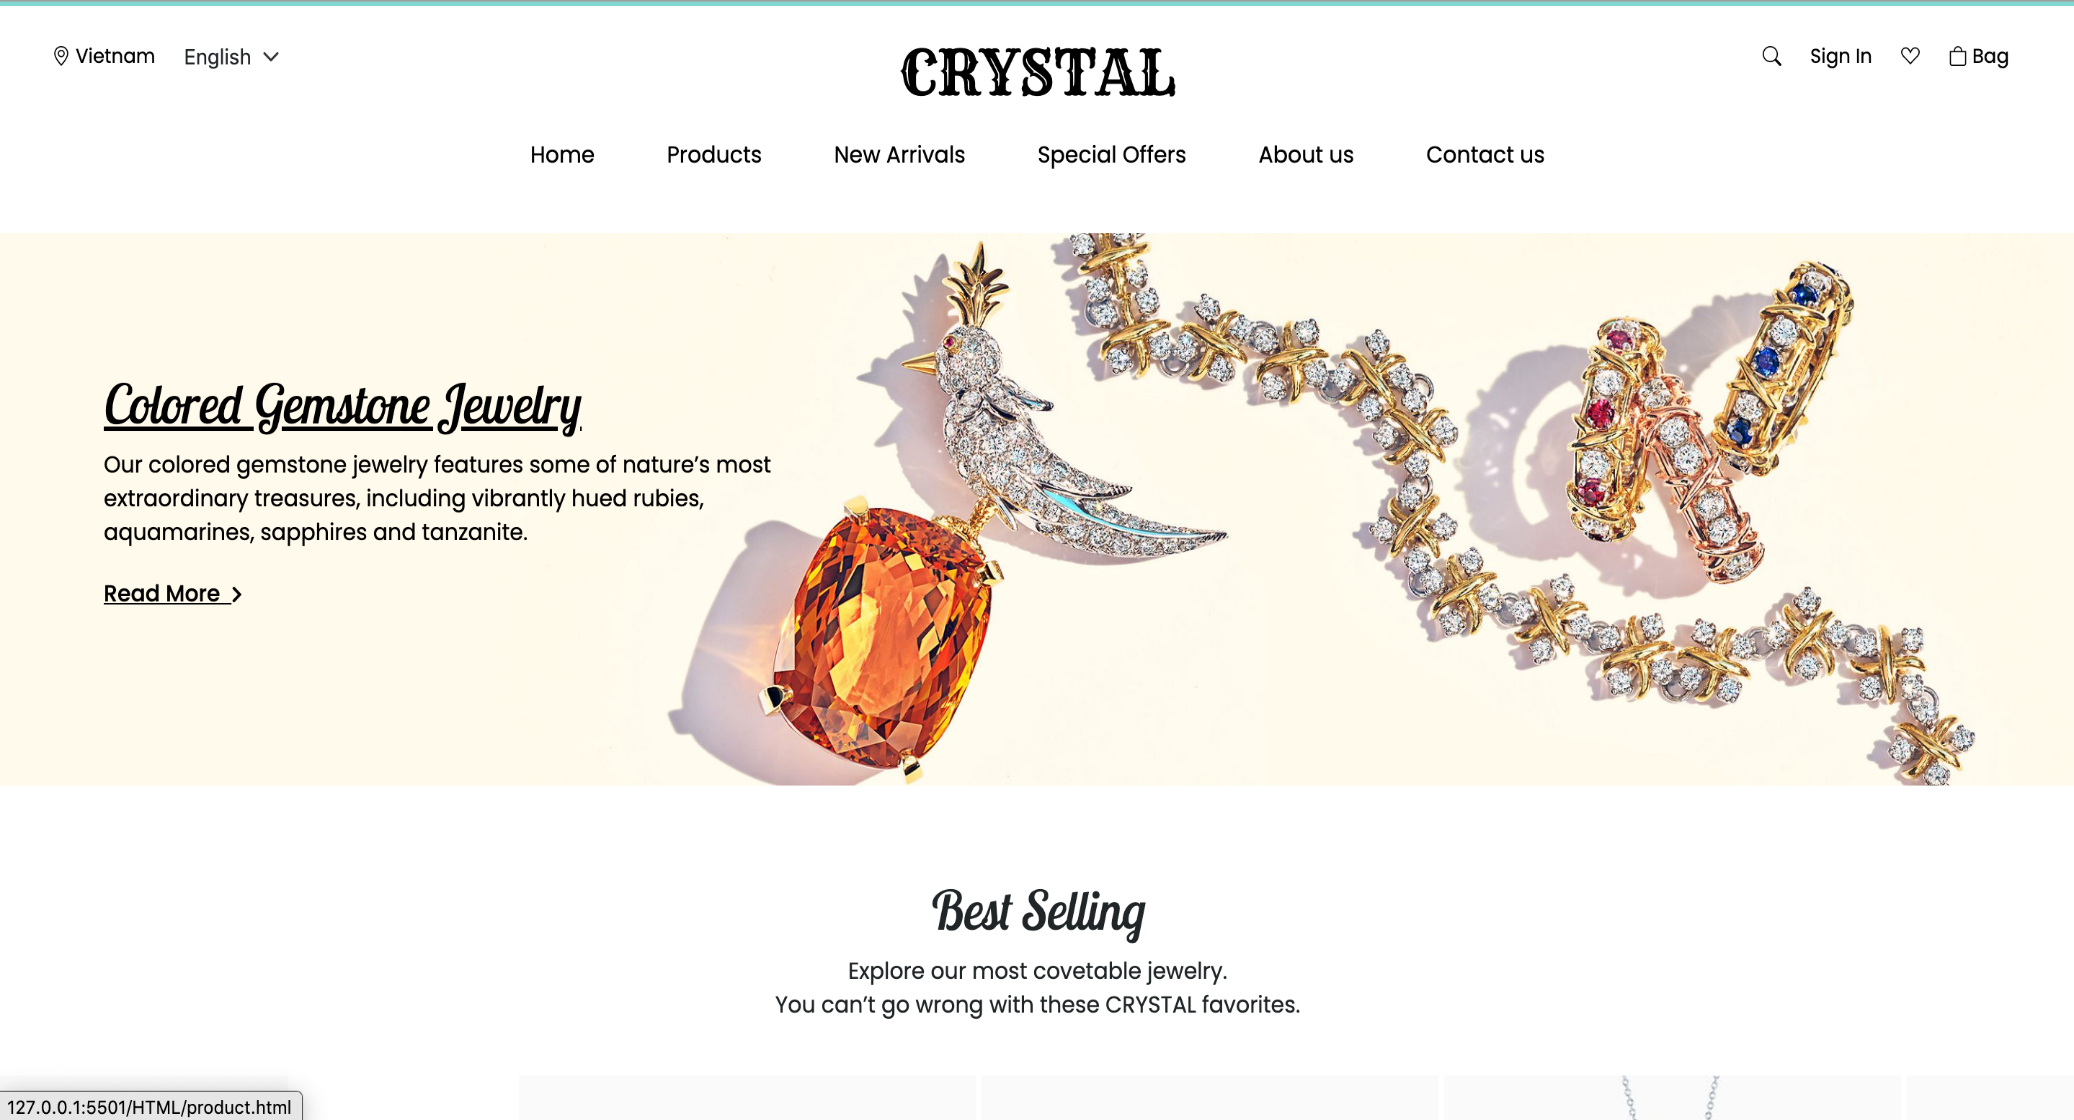 Vietnam English Sign In Bag
CRYSTAL
Home Products New Arrivals Special Offers About us Contact us
Colored Gemstone Jewelry
Our colored gemstone jewelry features some of nature’s most
extraordinary treasures, including vibrantly hued rubies,
aquamarines, sapphires and tanzanite.
Read More
Best Selling
Explore our most covetable jewelry.
You can’t go wrong with these CRYSTAL favorites.
127.0.0.1:5501/HTML/product.html